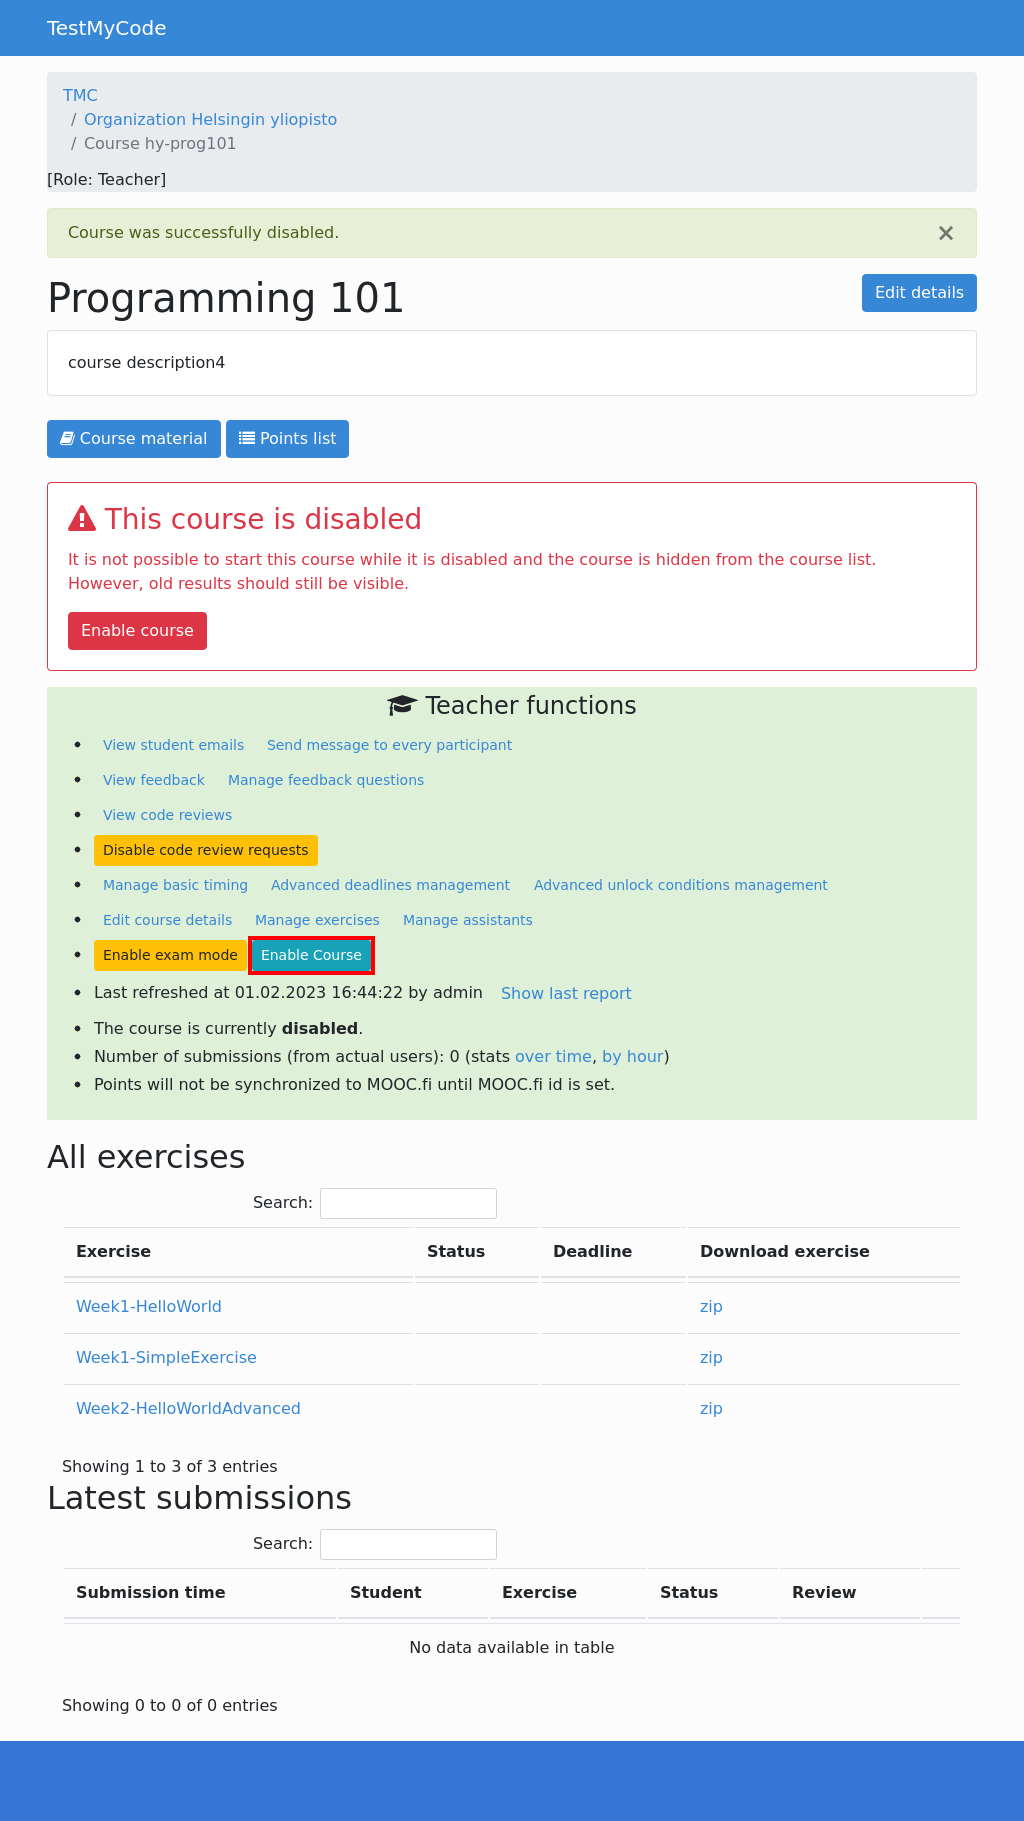 TestMyCode
TMC
/ Organization Helsingin yliopisto
/ Course hy-prog101
[Role: Teacher]
Course was successfully disabled. ×
Programming 101 Edit details
course description4
Course material Points list
This course is disabled
It is not possible to start this course while it is disabled and the course is hidden from the course list.
However, old results should still be visible.
Enable course
Teacher functions
• View student emails Send message to every participant
• View feedback Manage feedback questions
• View code reviews
• Disable code review requests
• Manage basic timing Advanced deadlines management Advanced unlock conditions management
• Edit course details Manage exercises Manage assistants
• Enable exam mode Enable Course
• Last refreshed at 01.02.2023 16:44:22 by admin Show last report
• The course is currently disabled.
• Number of submissions (from actual users): 0 (stats over time, by hour)
• Points will not be synchronized to MOOC.fi until MOOC.fi id is set.
All exercises
Search:
Exercise Status Deadline Download exercise
Week1-HelloWorld zip
Week1-SimpleExercise zip
Week2-HelloWorldAdvanced zip
Showing 1 to 3 of 3 entries
Latest submissions
Search:
Submission time Student Exercise Status Review
No data available in table
Showing 0 to 0 of 0 entries